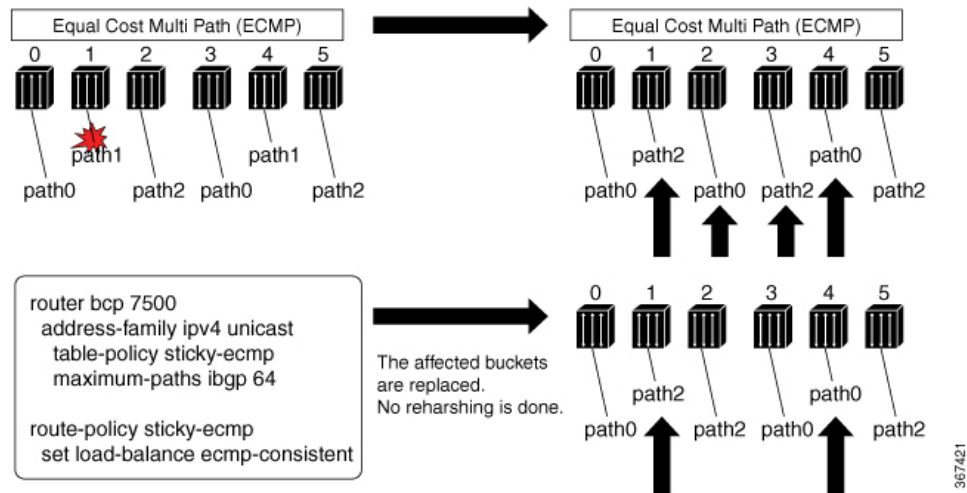 Equal Cost Multi Path (ECMP)
0 1 2 3 4 5
path1 path1
path0 path2 path0 path2
Equal Cost Multi Path (ECMP)
0 1 2 3 4 5
path2 path0
path0 path0 path2 path2
router bcp 7500
address-family ipv4 unicast
table-policy sticky-ecmp
maximum-paths ibgp 64
route-policy sticky-ecmp
set load-balance ecmp-consistent
The affected buckets
are replaced.
No reharshing is done.
0 1 2 3 4 5
path2 path0
path0 path2 path0 path2
367421